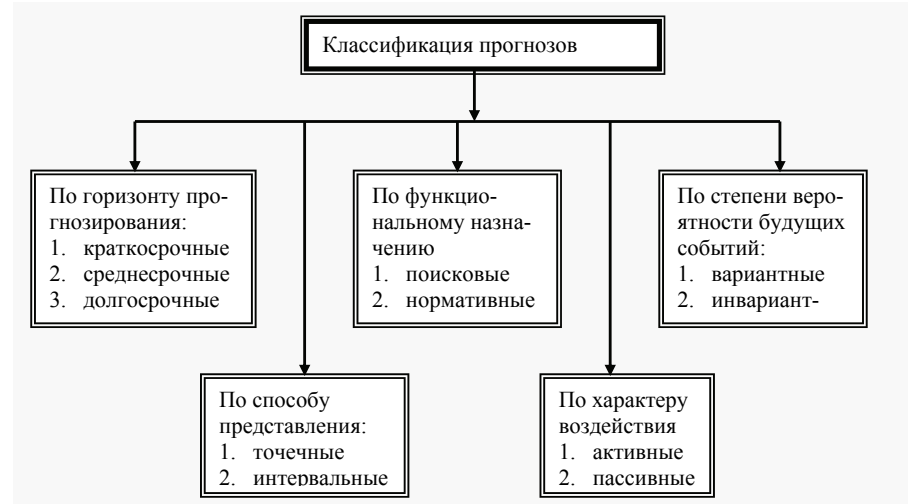 Классификация прогнозов
По горизонту про-
гнозирования:
1. краткосрочные
2. среднесрочные
3. долгосрочные
По функцио-
нальному назна-
чению
1. поисковые
2. нормативные
По степени веро-
ятности будущих
событий:
1. вариантные
2. инвариант-
По способу
представления:
1. точечные
2. интервальные
По характеру
воздействия
1. активные
2. пассивные